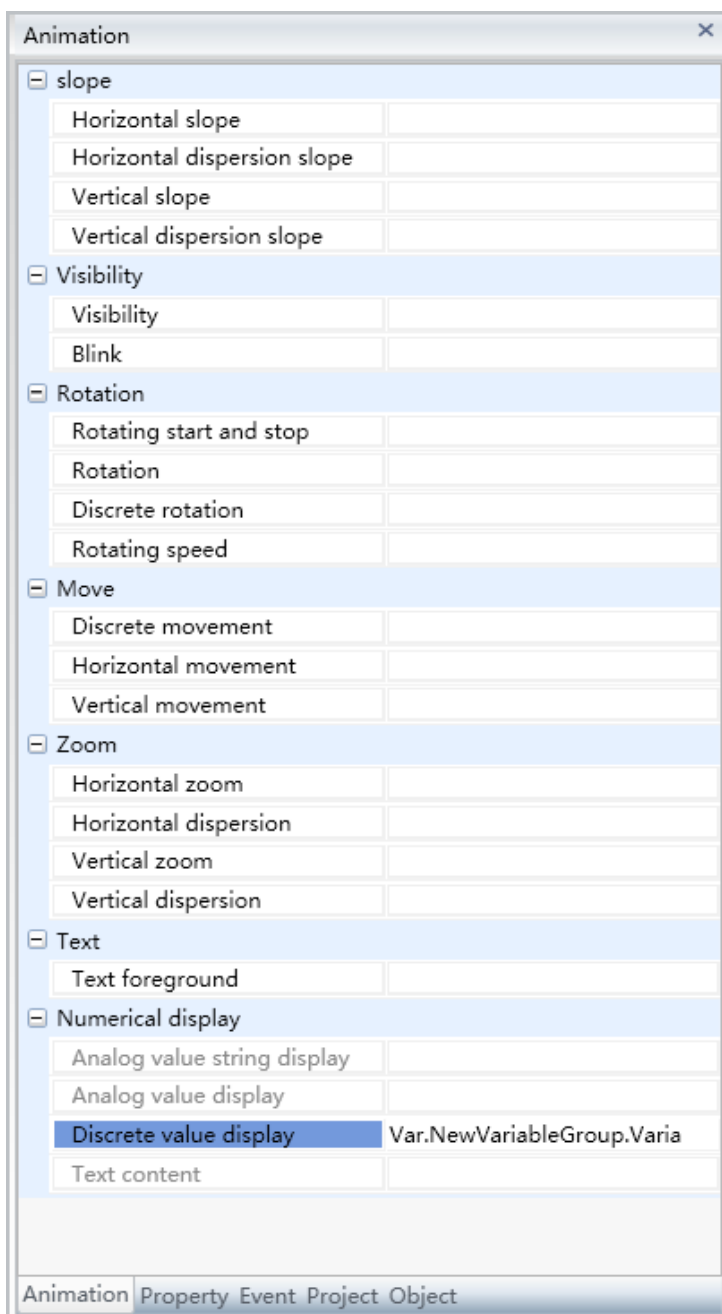 Animation
slope
Horizontal slope
Horizontal dispersion slope
Vertical slope
Vertical dispersion slope
Visibility
Visibility
Blink
Rotation
Rotating start and stop
Rotation
Discrete rotation
Rotating speed
Move
Discrete movement
Horizontal movement
Vertical movement
Zoom
Horizontal zoom
Horizontal dispersion
Vertical zoom
Vertical dispersion
Text
Text foreground
Numerical display
Analog value string display
Analog value display
Discrete value display Var.NewVariableGroup.Varia
Text content
Animation Property Event Project Object